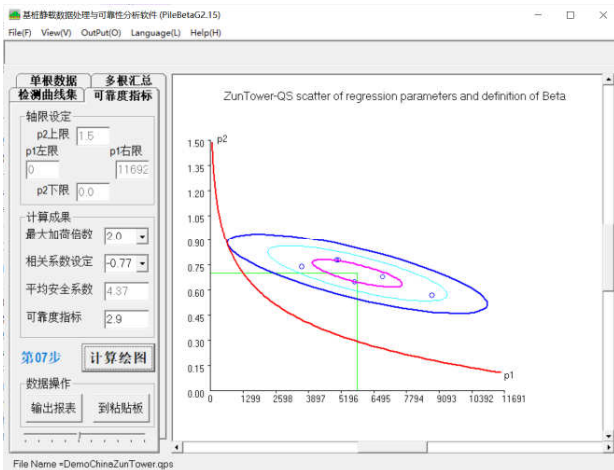 基桩静载数据处理与可靠性分析软件 (PileBetaG2.15)
File(F) View(V) OutPut(O) Language(L) Help(H)
单根数据 多根汇总
检测曲线集 可靠度指标
轴限设定
p2上限 1.5
p1左限 p1右限
0 11692
p2下限 0.0
计算成果
最大加荷倍数 2.0
相关系数设定 -0.77
平均安全系数 4.37
可靠度指标 2.9
第07步 计算绘图
数据操作
输出报表 到粘贴板
ZunTower-QS scatter of regression parameters and definition of Beta
p2
1.50
1.35
1.20
1.05
0.90
0.75
0.60
0.45
0.30
0.15
0.00
p1
0 1299 2598 3897 5196 6495 7794 9093 10392 11691
File Name =DemoChinaZunTower.qps